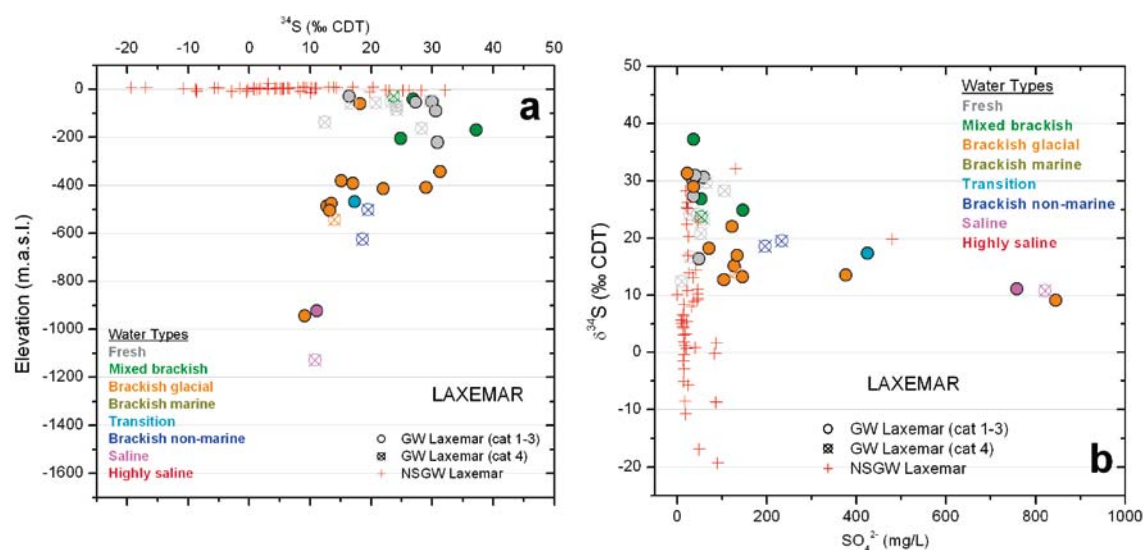 ³⁴S (‰ CDT)
-20 -10 0 10 20 30 40 50
a
0
-200
-400
-600
-800
-1000
-1200
-1400
-1600
Elevation (m.a.s.l.)
Water Types
Fresh
Mixed brackish
Brackish glacial
Brackish marine
Transition
Brackish non-marine
Saline
Highly saline
LAXEMAR
GW Laxemar (cat 1-3)
GW Laxemar (cat 4)
NSGW Laxemar
50
40
30
20
10
0
-10
-20
δ³⁴S (‰ CDT)
Water Types
Fresh
Mixed brackish
Brackish glacial
Brackish marine
Transition
Brackish non-marine
Saline
Highly saline
LAXEMAR
GW Laxemar (cat 1-3)
GW Laxemar (cat 4)
NSGW Laxemar
b
0 200 400 600 800 1000
SO₄²⁻ (mg/L)